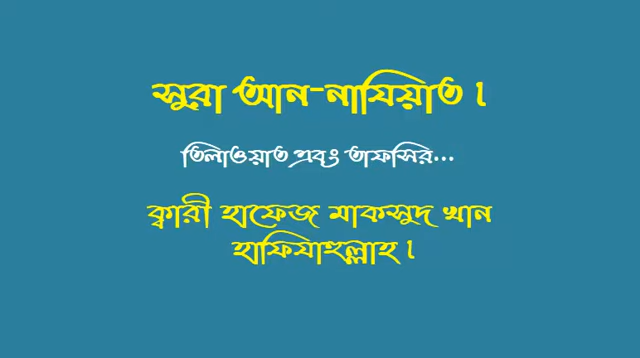 সুরা আন-নাযিয়াত ।
তিলাওয়াত এবং তাফসির...
ক্বারী হাফেজ মাকসুদ খান
হাফিযাহুল্লাহ ।